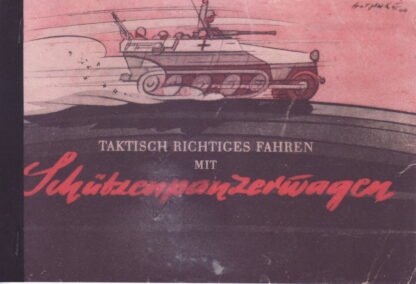 TAKTISCH RICHTIGES FAHREN
MIT
Schützenpanzerwagen